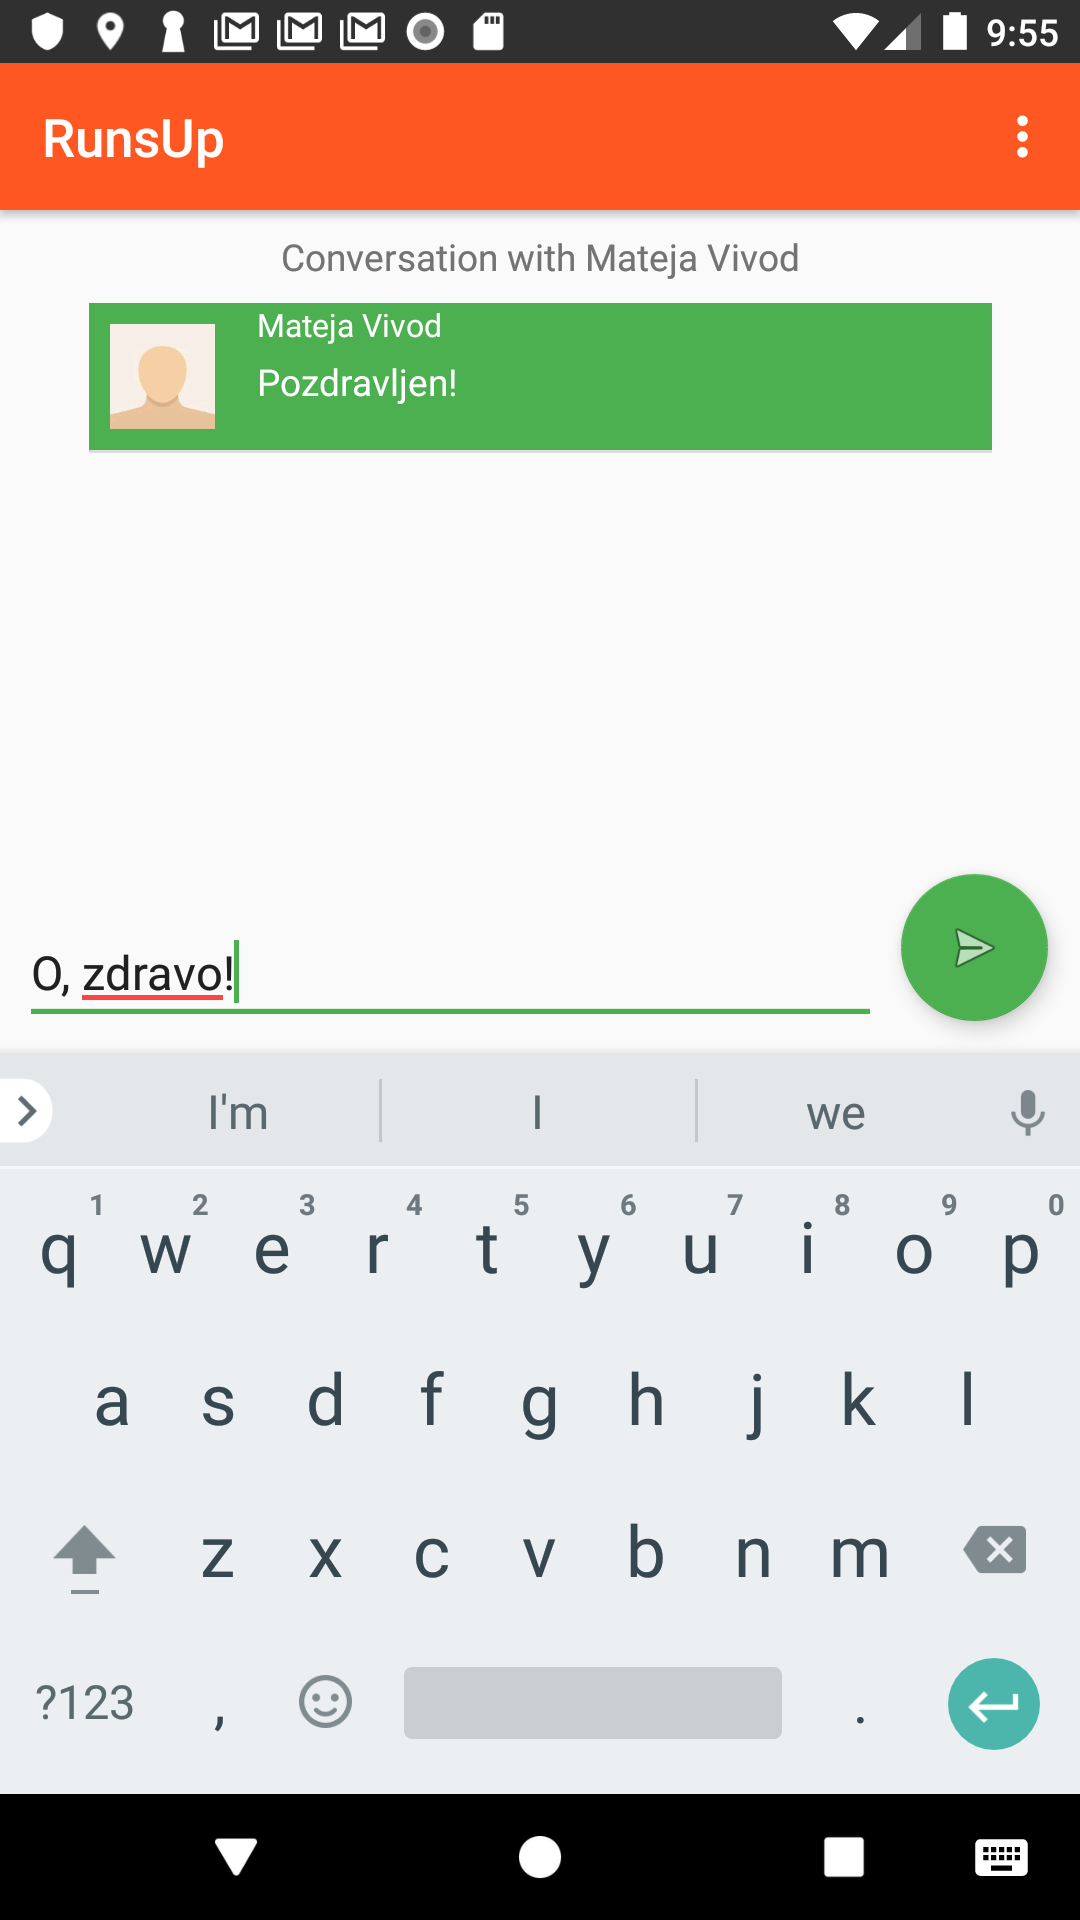 9:55
RunsUp
Conversation with Mateja Vivod
Mateja Vivod
Pozdravljen!
O, zdravo!
I'm I we
1 2 3 4 5 6 7 8 9 0
q w e r t y u i o p
a s d f g h j k l
z x c v b n m
?123 , .